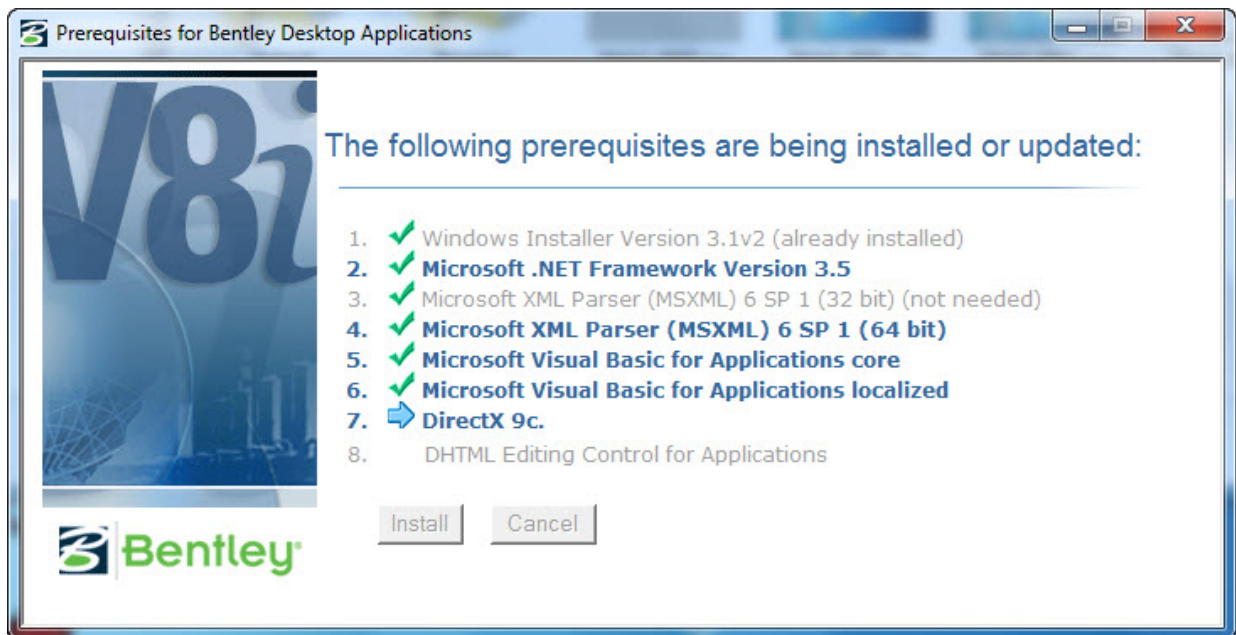 Prerequisites for Bentley Desktop Applications
V8i
The following prerequisites are being installed or updated:
1. Windows Installer Version 3.1v2 (already installed)
2. Microsoft .NET Framework Version 3.5
3. Microsoft XML Parser (MSXML) 6 SP 1 (32 bit) (not needed)
4. Microsoft XML Parser (MSXML) 6 SP 1 (64 bit)
5. Microsoft Visual Basic for Applications core
6. Microsoft Visual Basic for Applications localized
7. DirectX 9c.
8. DHTML Editing Control for Applications
Install Cancel
Bentley